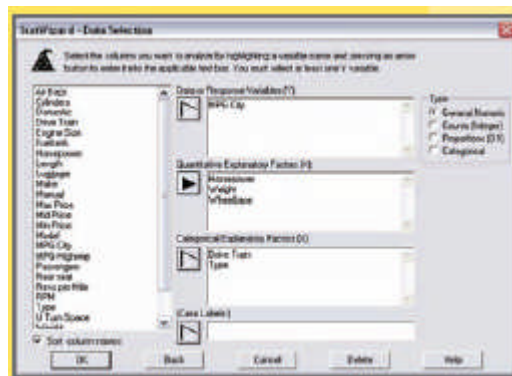 StatWizard - Data Selection
Select the columns you want to analyze by highlighting a variable name and pressing an arrow
button to enter it into the applicable text box. You must select at least one Y variable.
Air Bags
Cylinders
Domestic
Drive Train
Engine Size
Fueltank
Horsepower
Length
Luggage
Make
Manual
Max Price
Mid Price
Min Price
Model
MPG City
MPG Highway
Passengers
Rear seat
Revs per Mile
RPM
Type
U Turn Space
Sort column names
Data or Response Variables (Y)
MPG City
Quantitative Explanatory Factors (X)
Horsepower
Weight
Wheelbase
Categorical Explanatory Factors (X)
Drive Train
Type
(Case Labels:)
Type
General Numeric
Counts (Integer)
Proportions (0-1)
Categorical
OK
Back
Cancel
Delete
Help